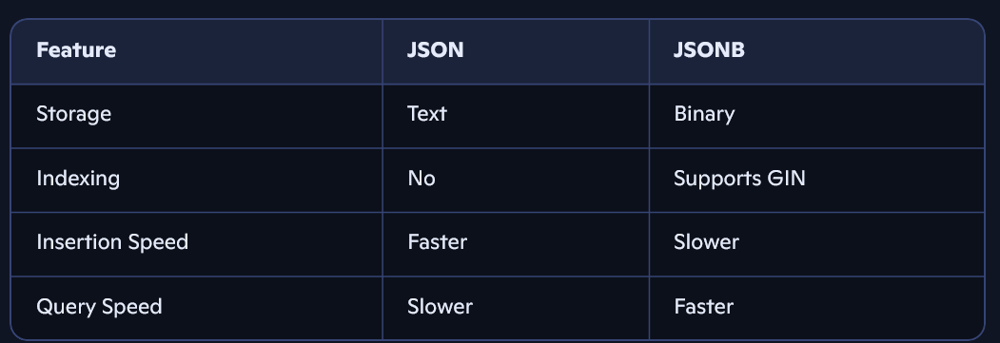 Feature JSON JSONB
Storage Text Binary
Indexing No Supports GIN
Insertion Speed Faster Slower
Query Speed Slower Faster